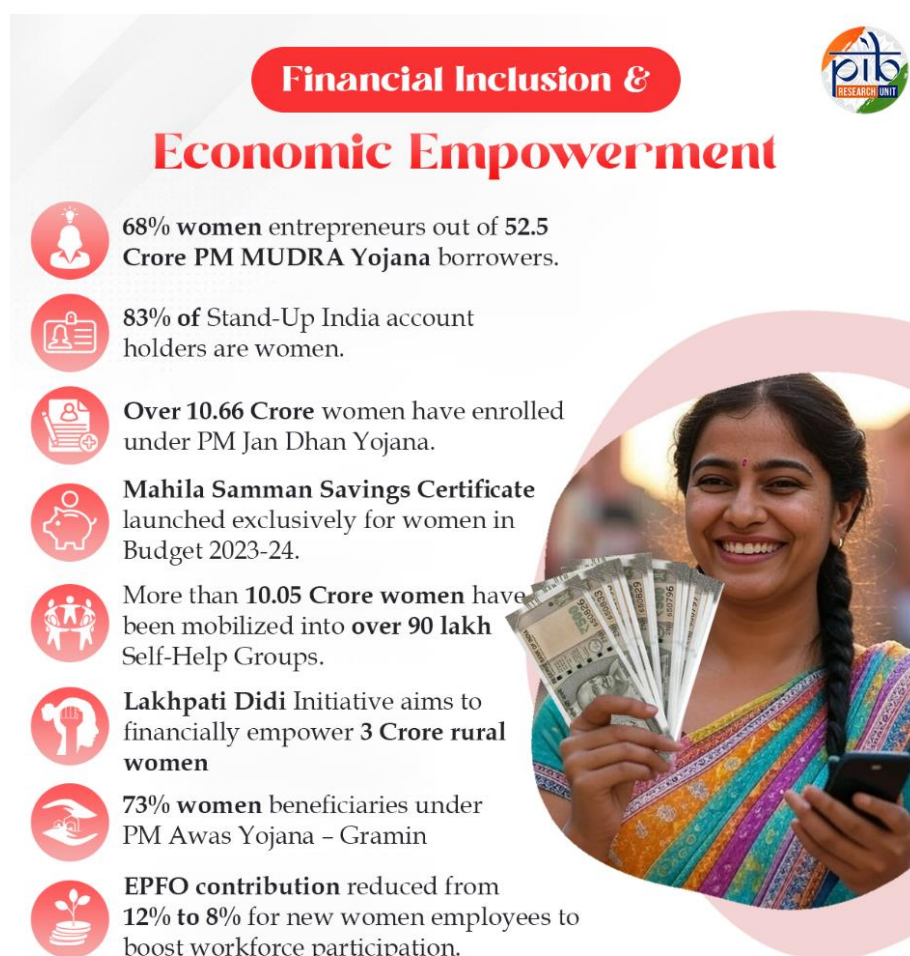 Financial Inclusion &
pib
RESEARCH UNIT
Economic Empowerment
68% women entrepreneurs out of 52.5
Crore PM MUDRA Yojana borrowers.
83% of Stand-Up India account
holders are women.
Over 10.66 Crore women have enrolled
under PM Jan Dhan Yojana.
Mahila Samman Savings Certificate
launched exclusively for women in
Budget 2023-24.
More than 10.05 Crore women have
been mobilized into over 90 lakh
Self-Help Groups.
Lakhpati Didi Initiative aims to
financially empower 3 Crore rural
women
73% women beneficiaries under
PM Awas Yojana – Gramin
EPFO contribution reduced from
12% to 8% for new women employees to
boost workforce participation.